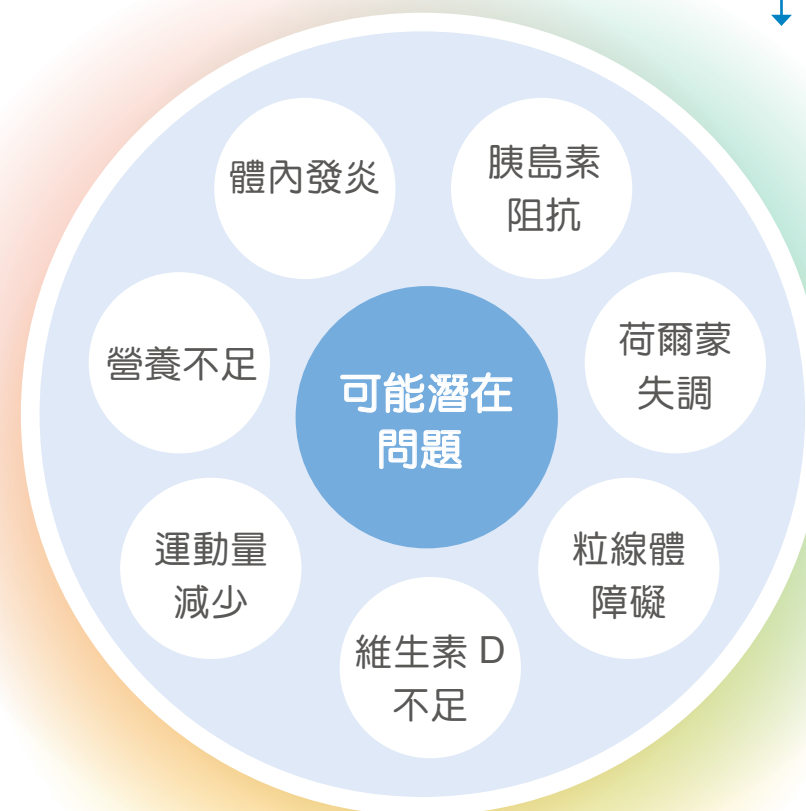 體內發炎
胰島素
阻抗
營養不足
可能潛在
問題
荷爾蒙
失調
運動量
減少
維生素 D
不足
粒線體
障礙